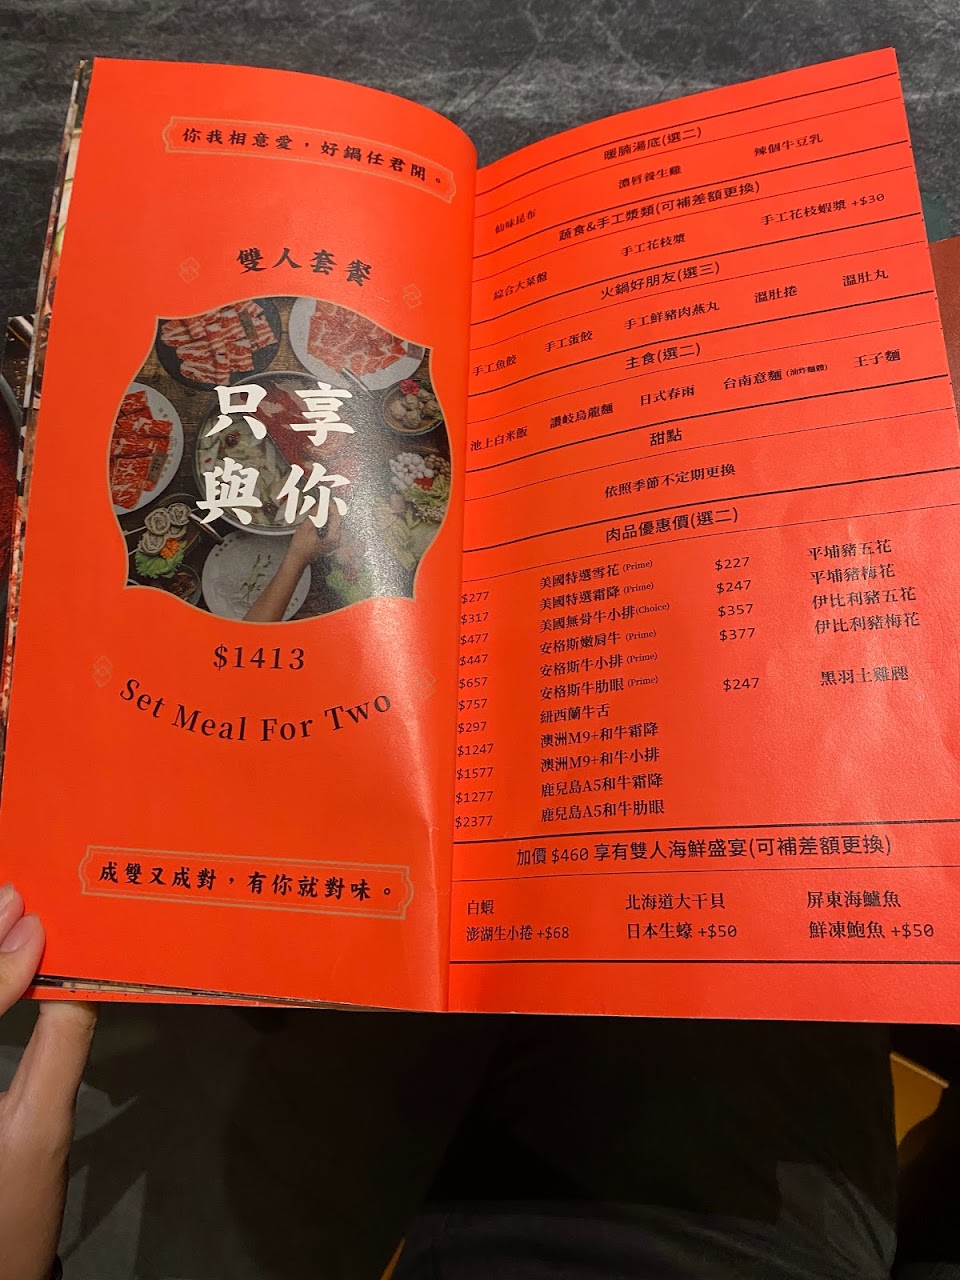 你我相意愛，好鍋任君開。
雙人套餐
只享
與你
$1413
Set Meal For Two
成雙又成對，有你就對味。
暖腩湯底(選二)
仙味昆布 濃唇養生雞 辣個牛豆乳
蔬食&手工漿類(可補差額更換)
綜合大菜盤 手工花枝漿 手工花枝蝦漿 +$30
火鍋好朋友(選三)
手工魚餃 手工蛋餃 手工鮮豬肉燕丸 溫肚捲 溫肚丸
主食(選二)
池上白米飯 讚岐烏龍麵 日式春雨 台南意麵 (油炸麵體) 王子麵
甜點
依照季節不定期更換
肉品優惠價(選二)
$277 美國特選雪花 (Prime) $227 平埔豬五花
$317 美國特選霜降 (Prime) $247 平埔豬梅花
$477 美國無骨牛小排(Choice) $357 伊比利豬五花
$447 安格斯嫩肩牛 (Prime) $377 伊比利豬梅花
$657 安格斯牛小排 (Prime)
$757 安格斯牛肋眼 (Prime) $247 黑羽土雞腿
$297 紐西蘭牛舌
$1247 澳洲M9+和牛霜降
$1577 澳洲M9+和牛小排
$1277 鹿兒島A5和牛霜降
$2377 鹿兒島A5和牛肋眼
加價 $460 享有雙人海鮮盛宴(可補差額更換)
白蝦 北海道大干貝 屏東海鱺魚
澎湖生小捲 +$68 日本生蠔 +$50 鮮凍鮑魚 +$50